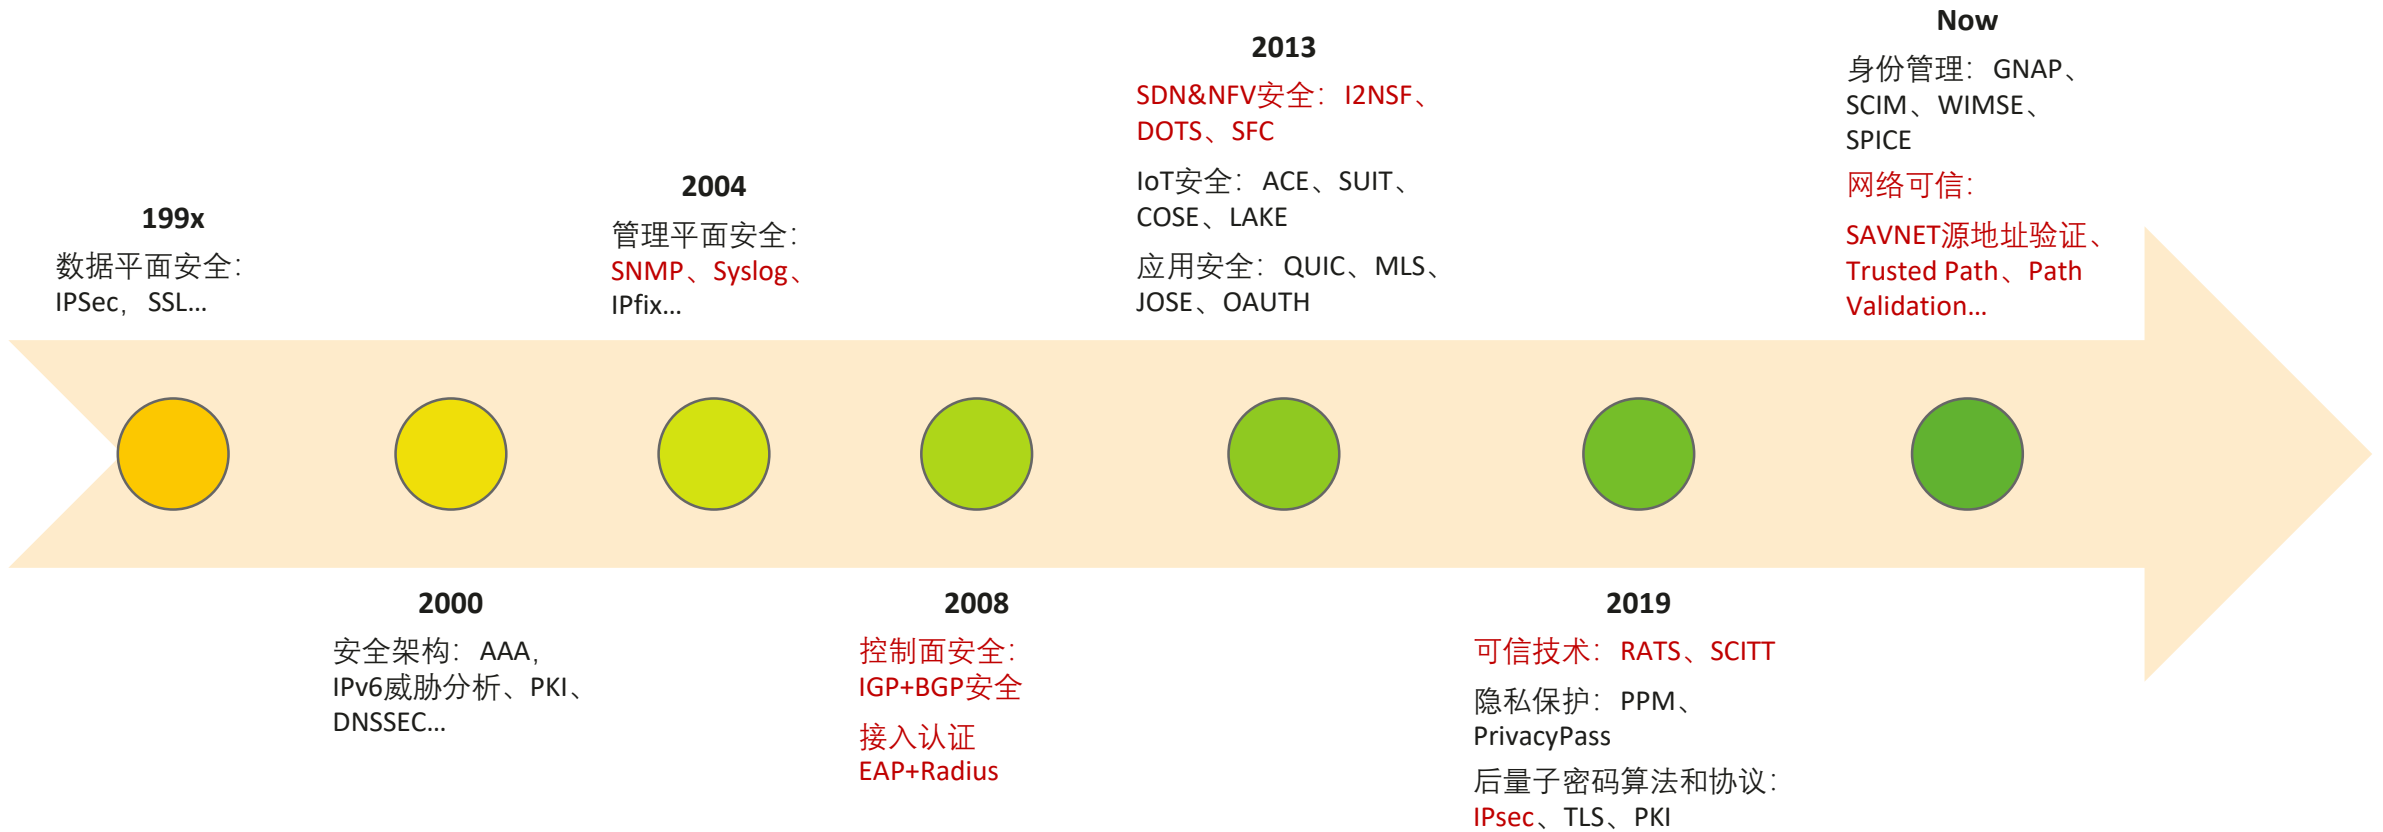 199x
数据平面安全：
IPSec，SSL...
2000
安全架构：AAA，
IPv6威胁分析、PKI、
DNSSEC...
2004
管理平面安全：
SNMP、Syslog、
IPfix...
2008
控制面安全：
IGP+BGP安全
接入认证
EAP+Radius
2013
SDN&NFV安全：I2NSF、
DOTS、SFC
IoT安全：ACE、SUIT、
COSE、LAKE
应用安全：QUIC、MLS、
JOSE、OAUTH
2019
可信技术：RATS、SCITT
隐私保护：PPM、
PrivacyPass
后量子密码算法和协议：
IPsec、TLS、PKI
Now
身份管理：GNAP、
SCIM、WIMSE、
SPICE
网络可信：
SAVNET源地址验证、
Trusted Path、Path
Validation...